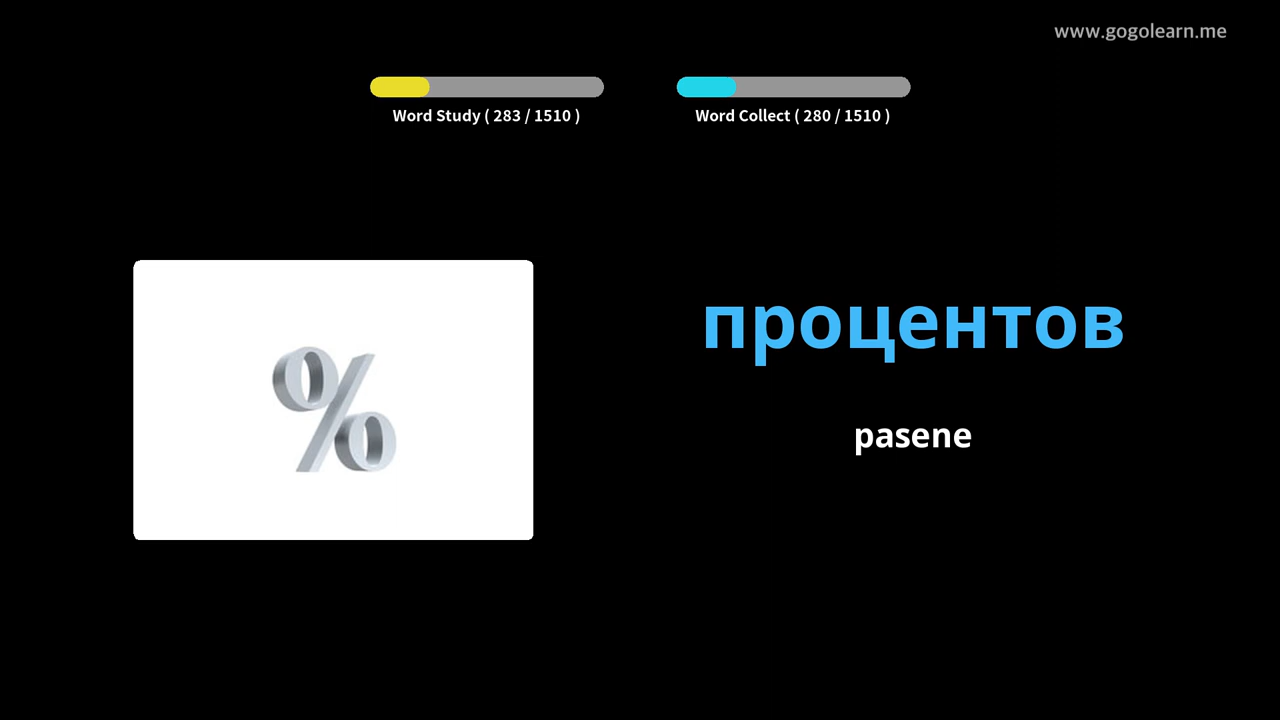 www.gogolearn.me
Word Study ( 283 / 1510 )
Word Collect ( 280 / 1510 )
%
процентов
pasene